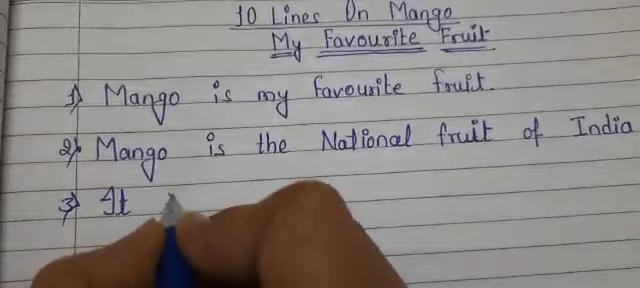 10 Lines On Mango
My Favourite Fruit
1) Mango is my favourite fruit.
2) Mango is the National fruit of India
3) It